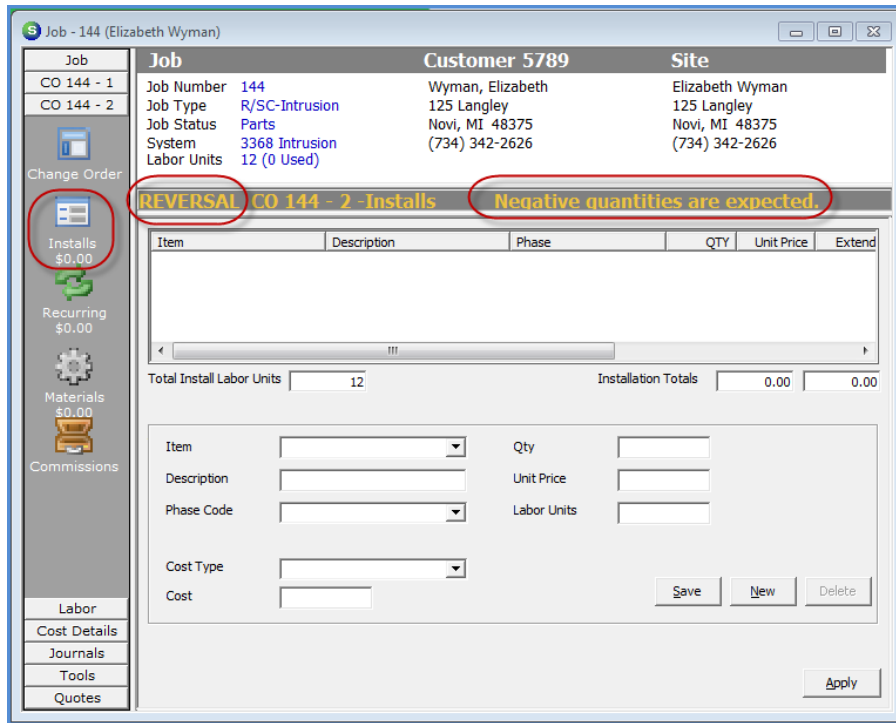 S Job - 144 (Elizabeth Wyman)
Job
CO 144 - 1
CO 144 - 2
Change Order
Installs
$0.00
Recurring
$0.00
Materials
$0.00
Commissions
Labor
Cost Details
Journals
Tools
Quotes
Job Customer 5789 Site
Job Number 144 Wyman, Elizabeth Elizabeth Wyman
Job Type R/SC-Intrusion 125 Langley 125 Langley
Job Status Parts Novi, MI 48375 Novi, MI 48375
System 3368 Intrusion (734) 342-2626 (734) 342-2626
Labor Units 12 (0 Used)
REVERSAL CO 144 - 2 -Installs Negative quantities are expected.
Item Description Phase QTY Unit Price Extend
Total Install Labor Units 12 Installation Totals 0.00 0.00
Item Qty
Description Unit Price
Phase Code Labor Units
Cost Type
Cost Save New Delete
Apply